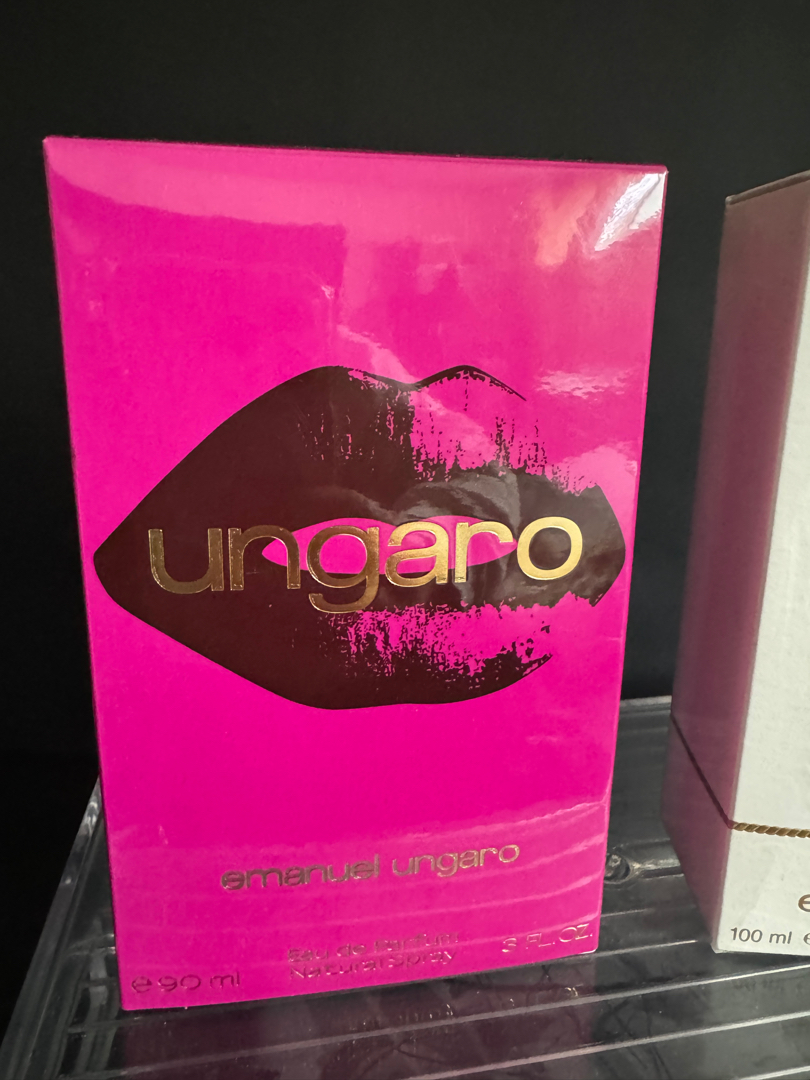 ungaro
emanuel ungaro
Eau de Parfum
Natural Spray
℮ 90 ml
3 FL.OZ.
100 ml